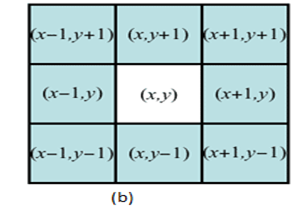 (x−1,y+1) (x,y+1) (x+1,y+1)
(x−1,y) (x,y) (x+1,y)
(x−1,y−1) (x,y−1) (x+1,y−1)
(b)